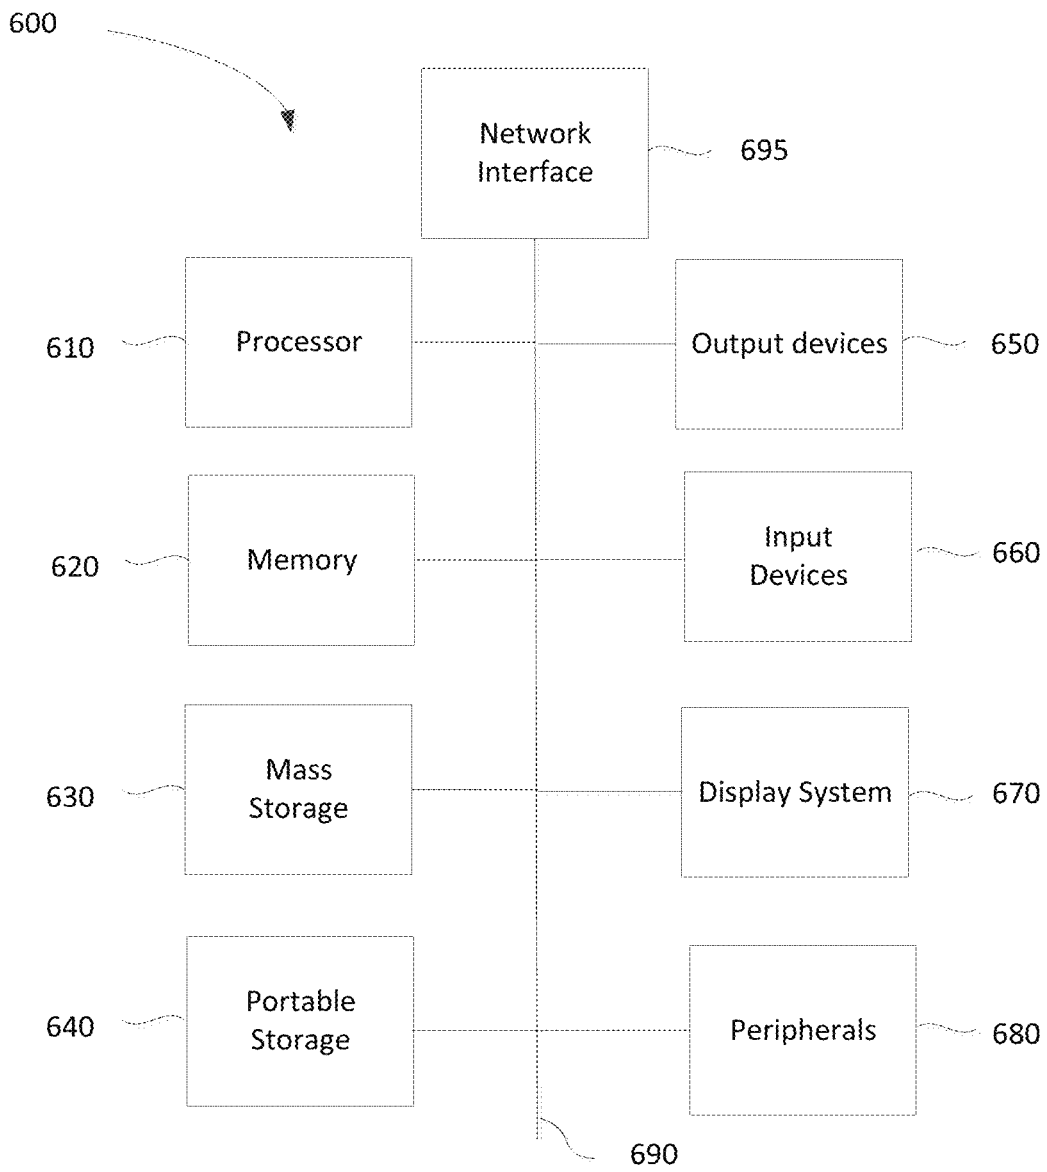 600
Network
Interface
695
Processor
610
Output devices
650
Memory
620
Input
Devices
660
Mass
Storage
630
Display System
670
Portable
Storage
640
Peripherals
680
690